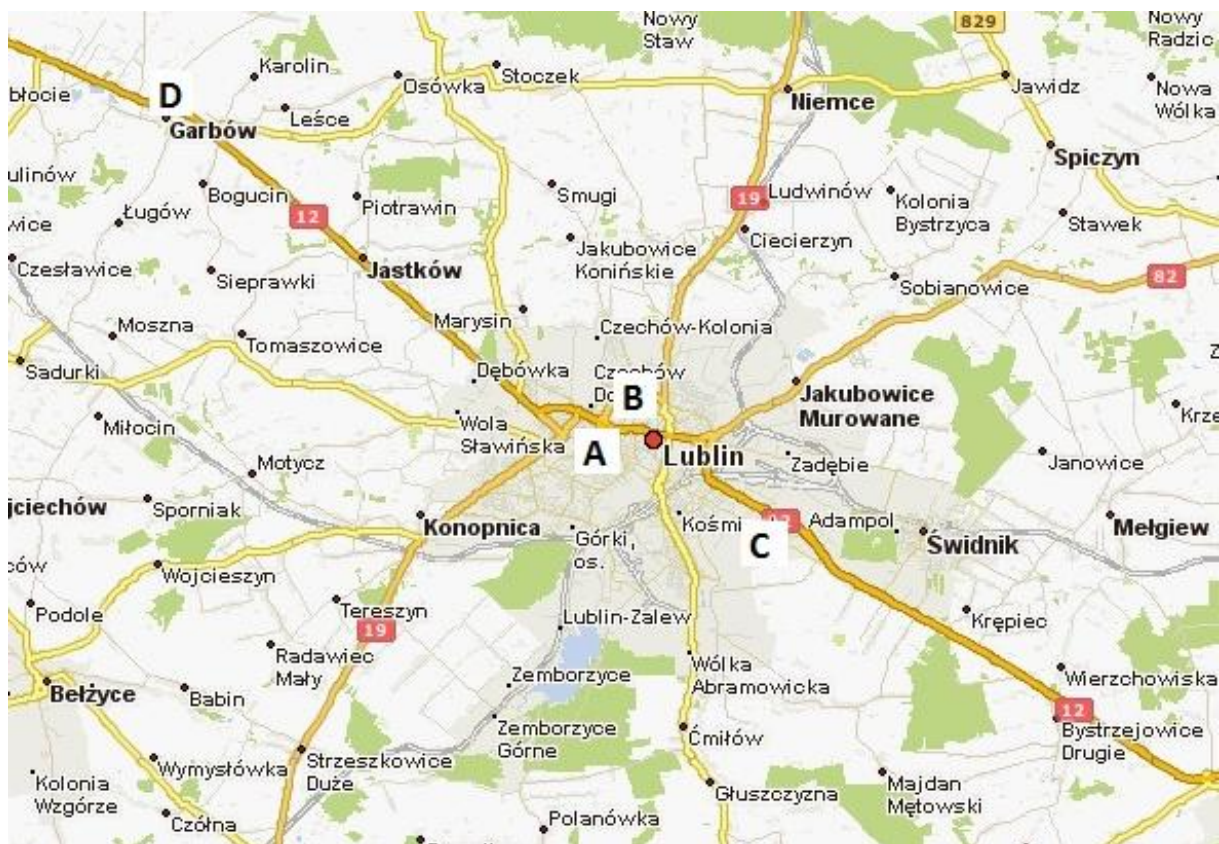 Nowy
Staw
829
Nowy
Radzic
Karolin
Stoczek
Osówka
błocie
D
Leśce
Niemce
Jawidz
Nowa
Wólka
Garbów
Spiczyn
ulinów
Bogucin
Smugi
Ludwinów
19
Kolonia
Bystrzyca
Piotrawin
12
Ługów
Stawek
wice
Ciecierzyn
Jakubowice
Konińskie
Czesławice
Jastków
Sieprawki
82
Sobianowice
Marysin
Czechów-Kolonia
Moszna
Tomaszowice
Sadurki
Dębówka
B
Jakubowice
Murowane
Miłocin
Wola
Sławińska
A
Lublin
Zadębie
Janowice
Motycz
jciechów
Sporniak
Konopnica
Górki,
os.
C
Adampol
Świdnik
Mełgiew
ców
Wojcieszyn
Podole
Tereszyn
19
Lublin-Zalew
Krępiec
Radawiec
Mały
Zemborzyce
Wólka
Abramowicka
Wierzchowiska
Bełżyce
Babin
12
Zemborzyce
Górne
Ćmiłów
Bystrzejowice
Drugie
Wymysłówka
Strzeszkowice
Duże
Kolonia
Wzgórze
Głuszczyzna
Majdan
Mętowski
Czółna
Polanówka